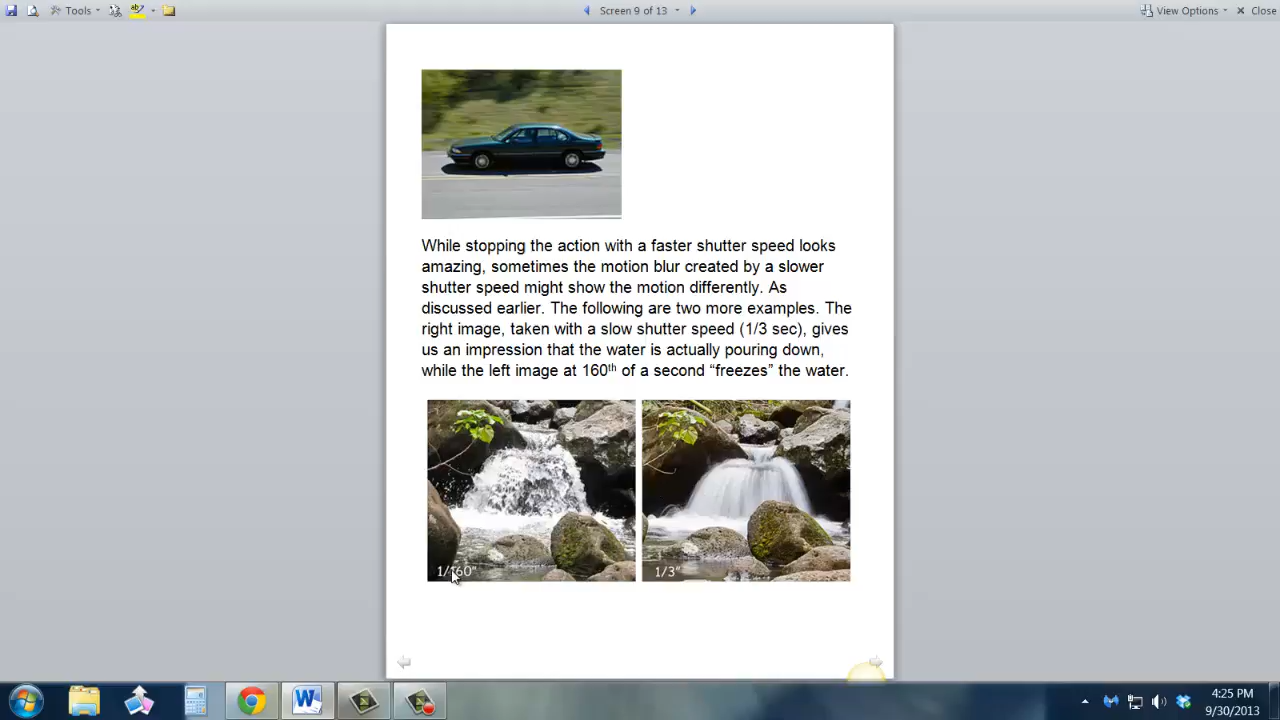 Tools
Screen 9 of 13
View Options
Close
While stopping the action with a faster shutter speed looks
amazing, sometimes the motion blur created by a slower
shutter speed might show the motion differently. As
discussed earlier. The following are two more examples. The
right image, taken with a slow shutter speed (1/3 sec), gives
us an impression that the water is actually pouring down,
while the left image at 160th of a second “freezes” the water.
1/160"
1/3"
4:25 PM
9/30/2013